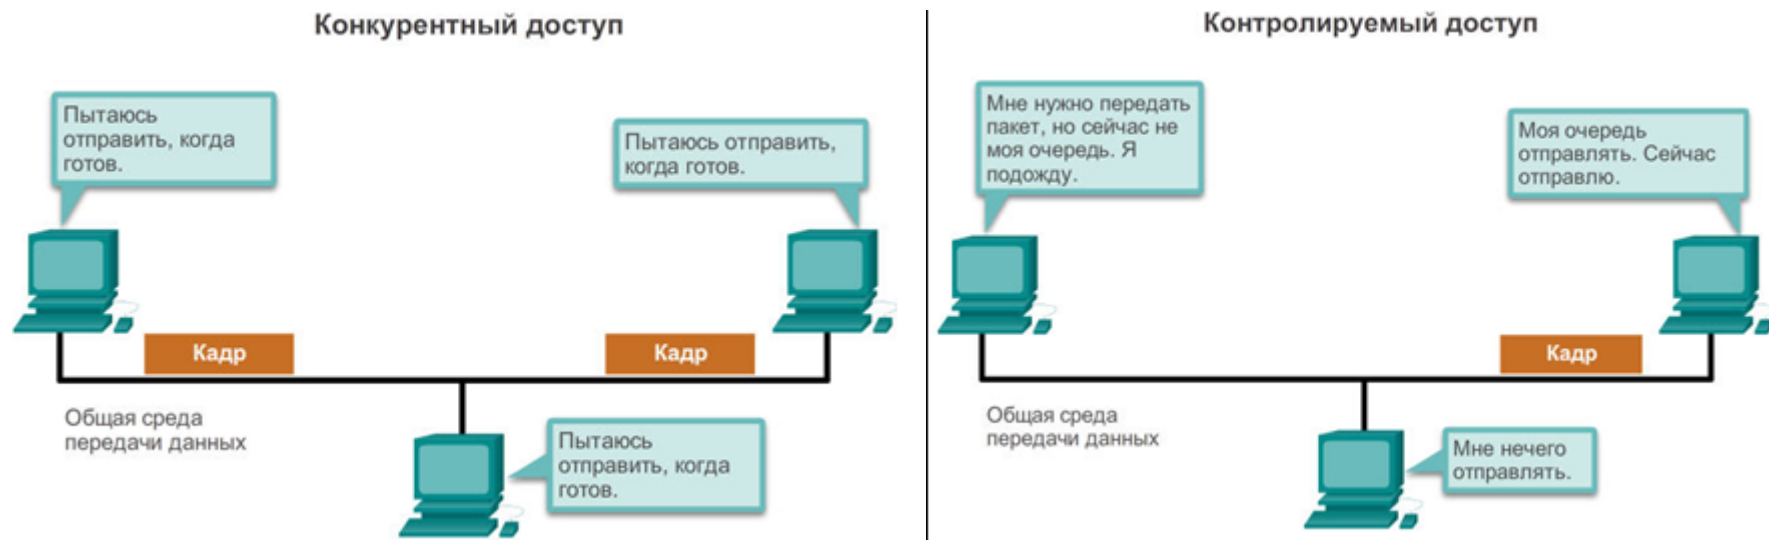 Конкурентный доступ
Пытаюсь
отправить, когда
готов.
Пытаюсь отправить,
когда готов.
Кадр
Кадр
Общая среда
передачи данных
Пытаюсь
отправить, когда
готов.
Контролируемый доступ
Мне нужно передать
пакет, но сейчас не
моя очередь. Я
подожду.
Моя очередь
отправлять. Сейчас
отправлю.
Кадр
Общая среда
передачи данных
Мне нечего
отправлять.